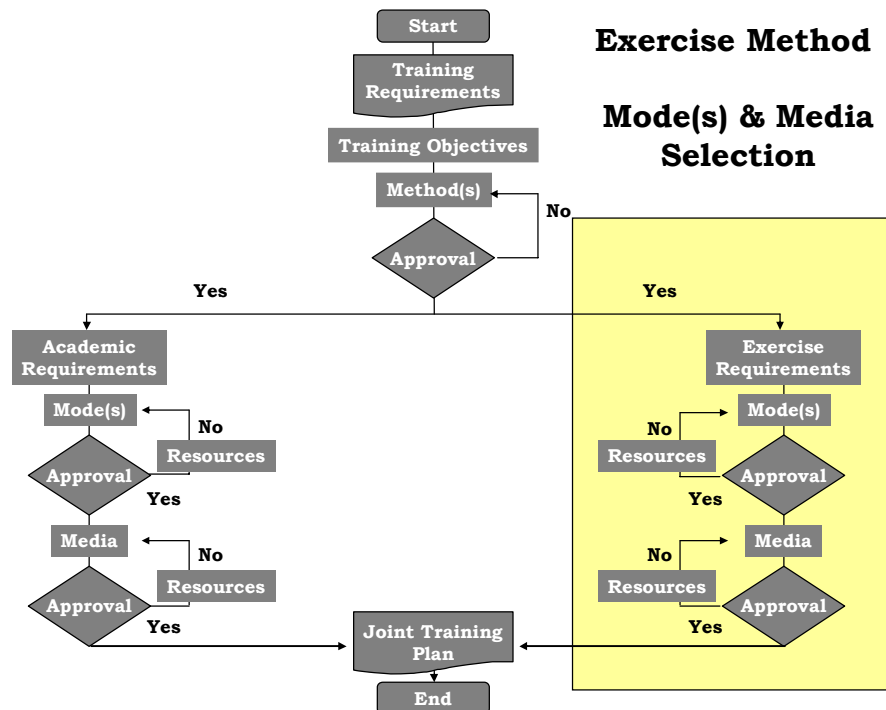 Start
Exercise Method
Training
Requirements
Mode(s) & Media
Selection
Training Objectives
Method(s)
No
Approval
Yes
Yes
Academic
Requirements
Exercise
Requirements
Mode(s)
Mode(s)
No
No
Resources
Resources
Approval
Approval
Yes
Yes
Media
Media
No
No
Resources
Resources
Approval
Approval
Yes
Yes
Joint Training
Plan
End